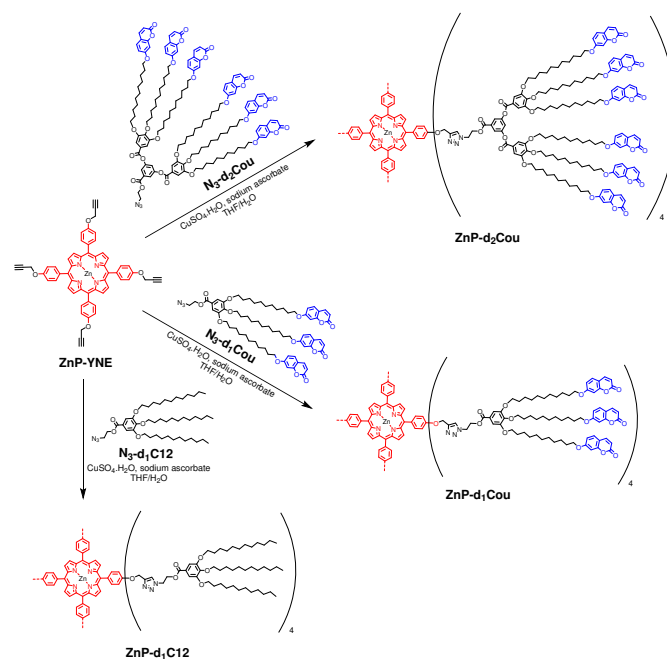 N₃-d₂Cou
CuSO₄.H₂O, sodium ascorbate
THF/H₂O
ZnP-d₂Cou
4
ZnP-YNE
N₃-d₁Cou
CuSO₄.H₂O, sodium ascorbate
THF/H₂O
N₃-d₁C12
CuSO₄.H₂O, sodium ascorbate
THF/H₂O
ZnP-d₁Cou
4
ZnP-d₁C12
4